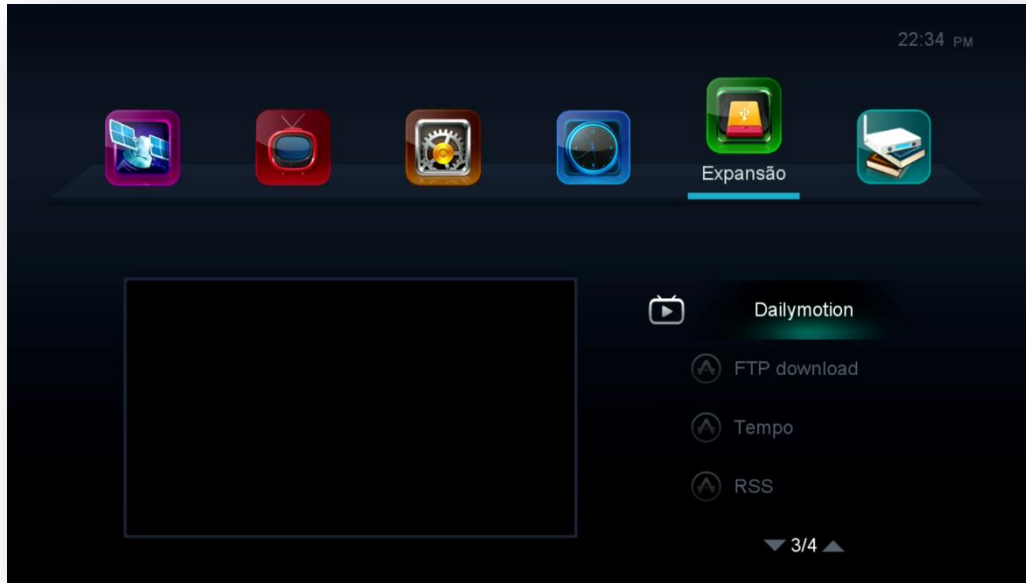 22:34 PM
Expansão
Dailymotion
FTP download
Tempo
RSS
3/4